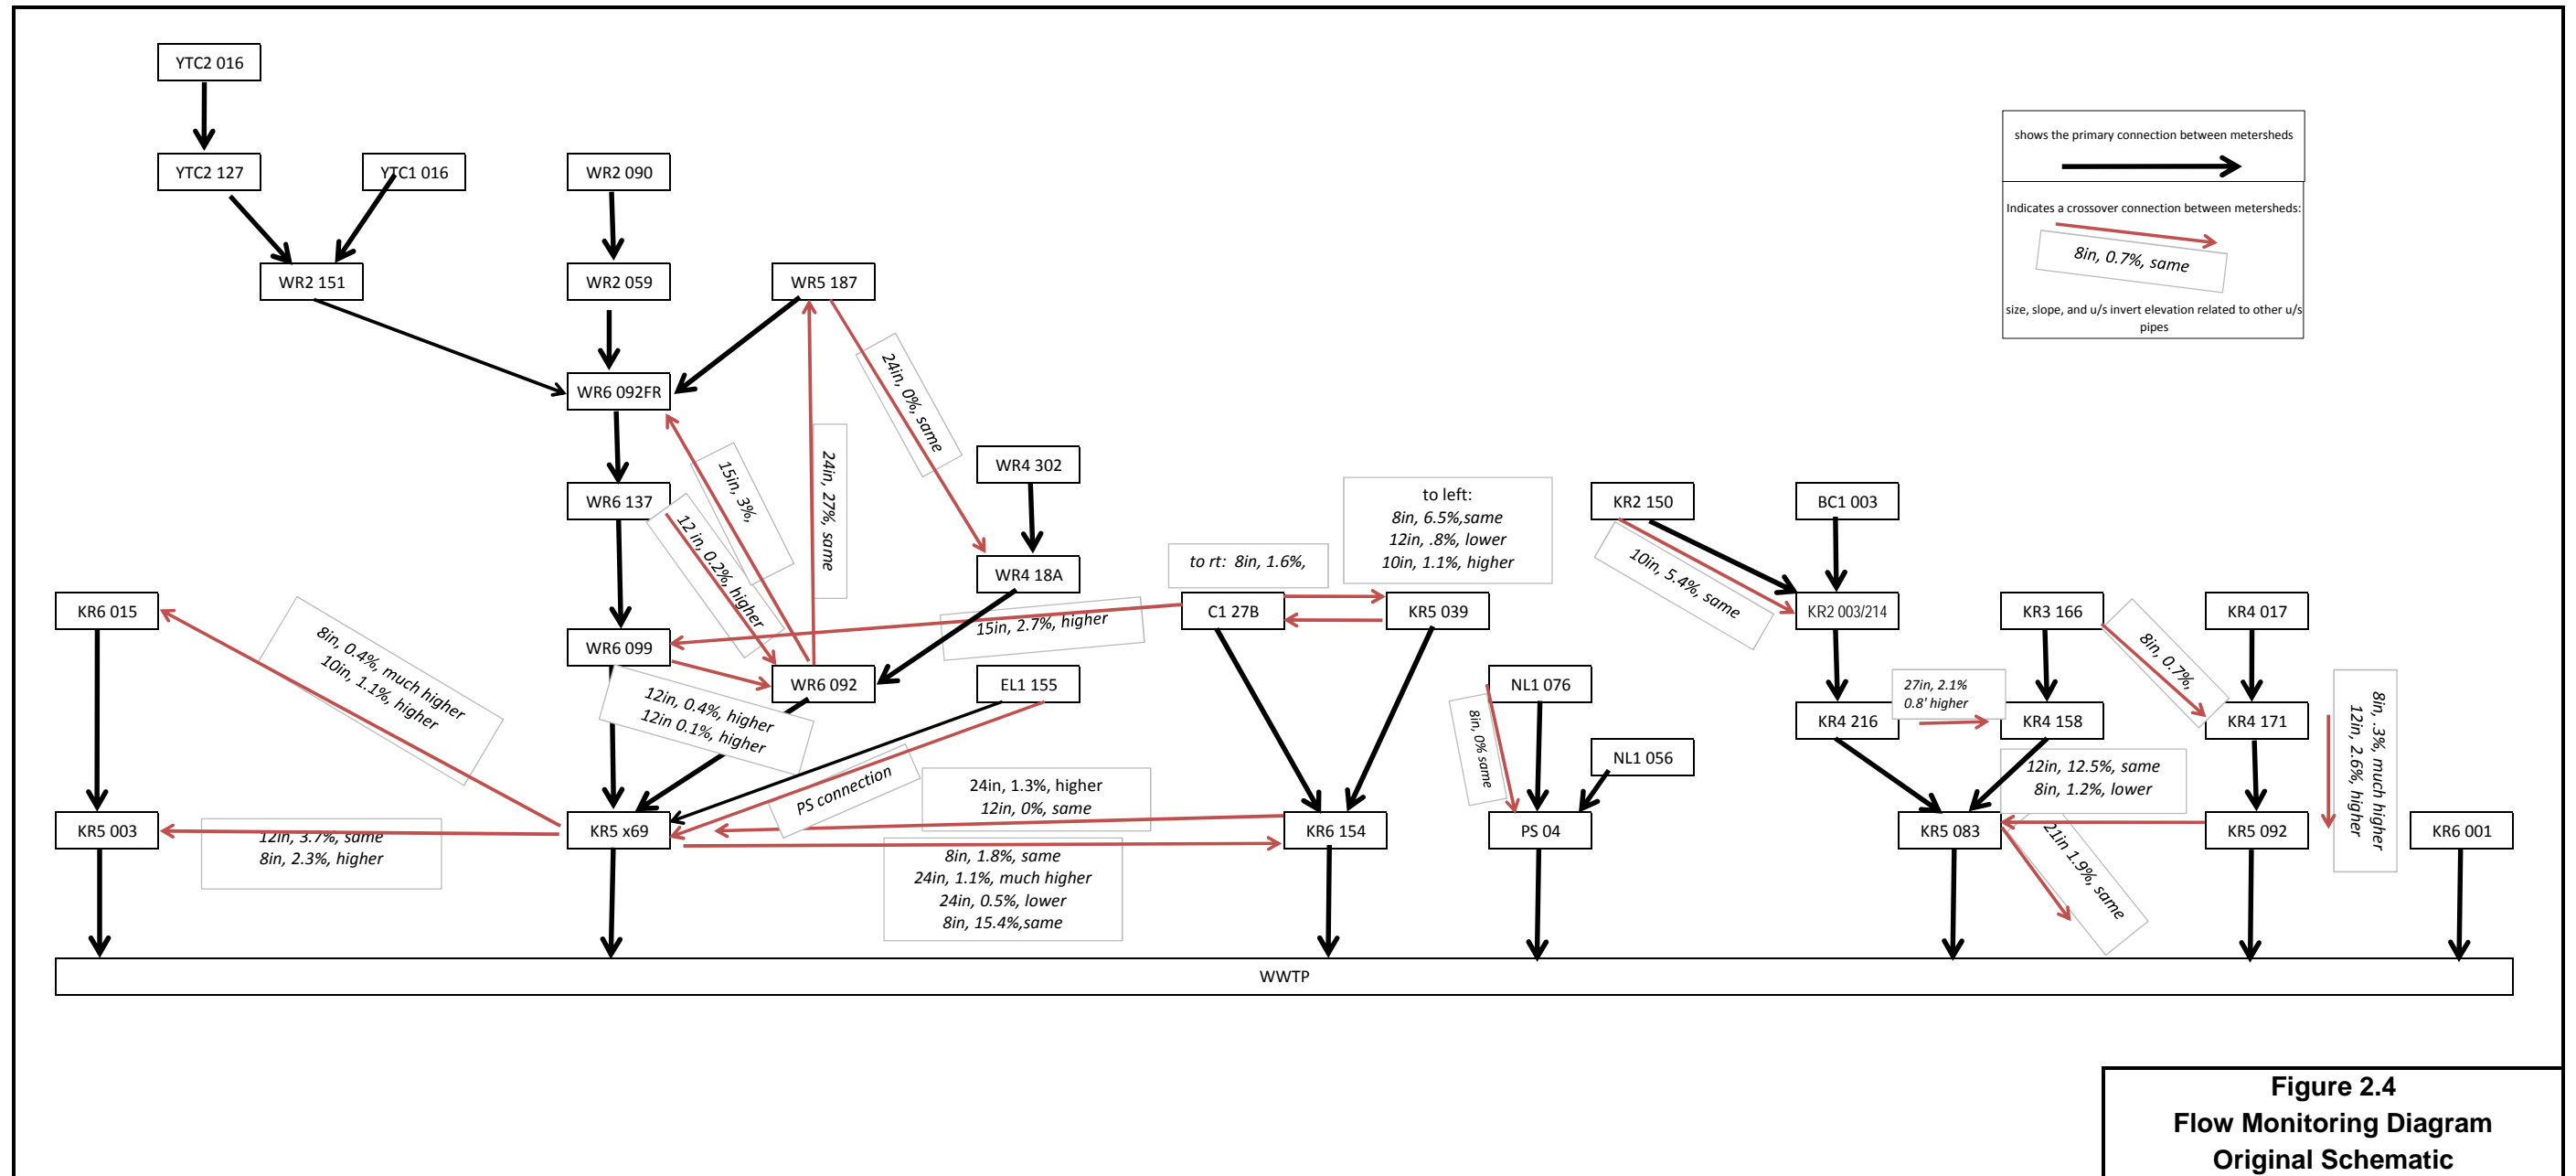 YTC2 016
shows the primary connection between metersheds
YTC2 127
YTC1 016
WR2 090
Indicates a crossover connection between metersheds:
8in, 0.7%, same
size, slope, and u/s invert elevation related to other u/s
pipes
WR2 151
WR2 059
WR5 187
24in, 0%, same
WR6 092FR
15in, 3%,
24in, 27%, same
WR4 302
WR6 137
12 in, 0.2%, higher
to left:
8in, 6.5%,same
12in, .8%, lower
10in, 1.1%, higher
KR2 150
BC1 003
10in, 5.4%, same
WR4 18A
to rt: 8in, 1.6%,
KR6 015
8in, 0.4%, much higher
10in, 1.1%, higher
WR6 099
15in, 2.7%, higher
C1 27B
KR5 039
KR2 003/214
KR3 166
8in, 0.7%,
KR4 017
WR6 092
EL1 155
12in, 0.4%, higher
12in 0.1%, higher
NL1 076
8in, 0% same
27in, 2.1%
0.8' higher
KR4 216
KR4 158
KR4 171
8in, .3%, much higher
12in, 2.6%, higher
PS connection
NL1 056
24in, 1.3%, higher
12in, 0%, same
12in, 12.5%, same
8in, 1.2%, lower
KR5 003
12in, 3.7%, same
8in, 2.3%, higher
KR5 x69
KR6 154
PS 04
KR5 083
21in 1.9%, same
KR5 092
KR6 001
8in, 1.8%, same
24in, 1.1%, much higher
24in, 0.5%, lower
8in, 15.4%,same
WWTP
Figure 2.4
Flow Monitoring Diagram
Original Schematic